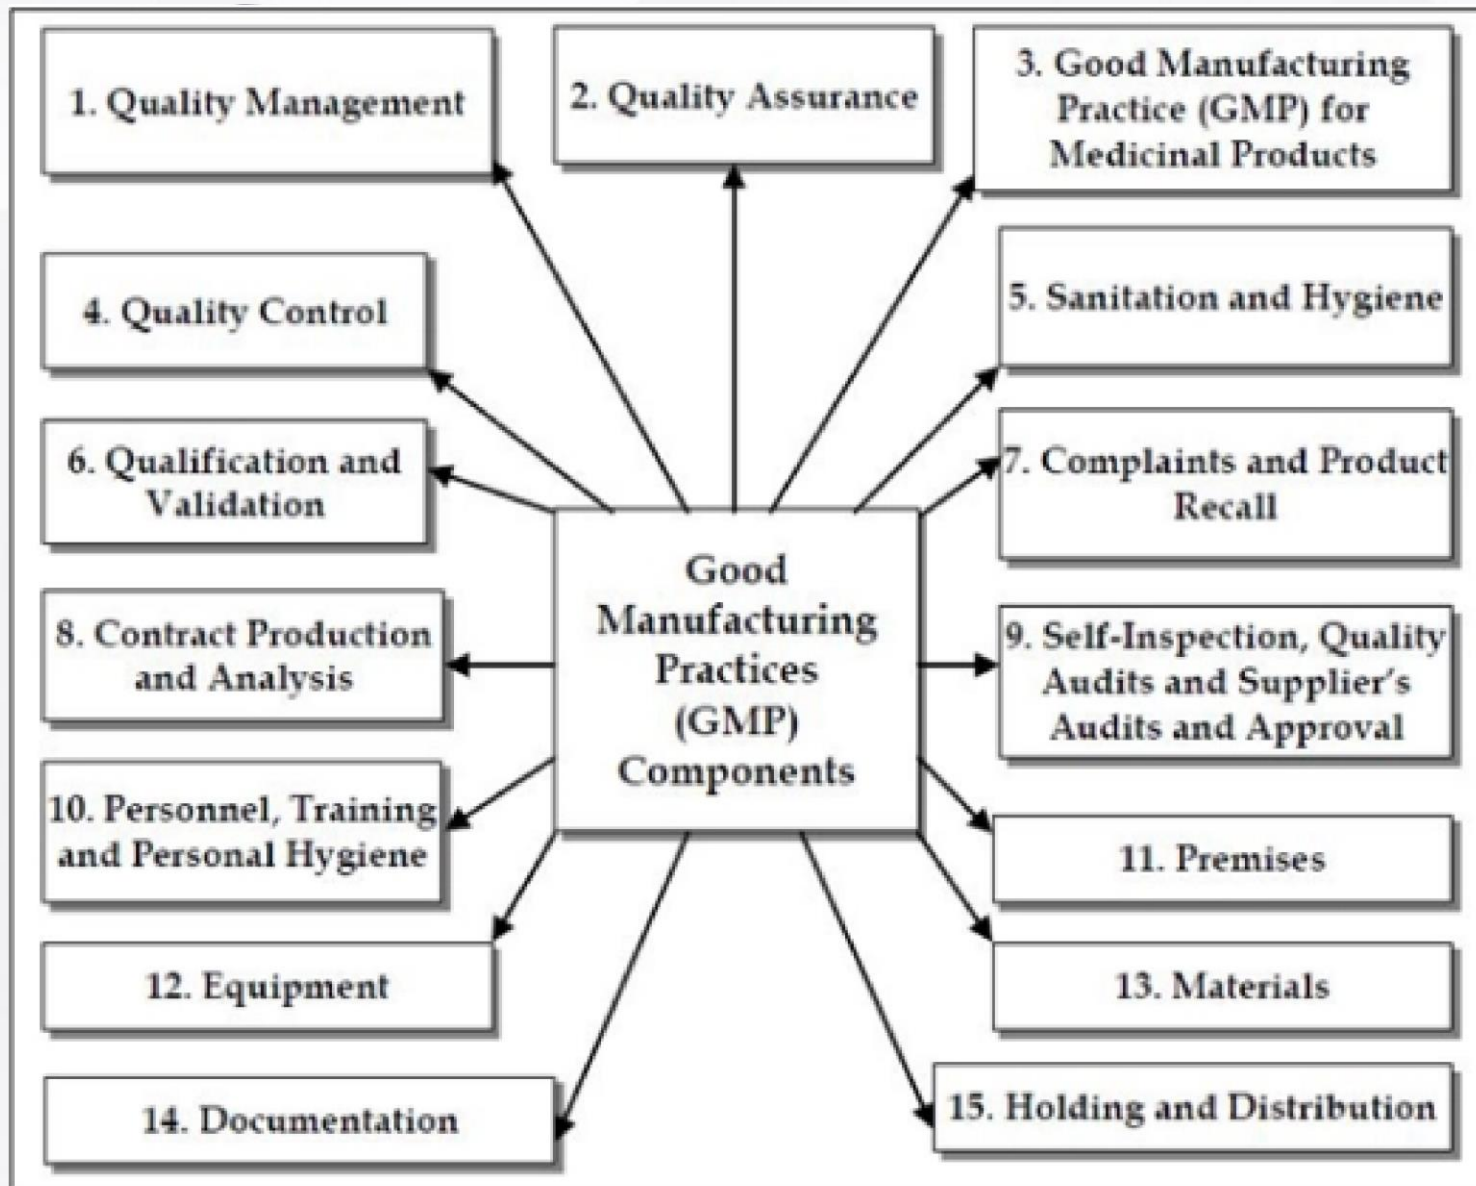 1. Quality Management
2. Quality Assurance
3. Good Manufacturing
Practice (GMP) for
Medicinal Products
4. Quality Control
5. Sanitation and Hygiene
6. Qualification and
Validation
7. Complaints and Product
Recall
Good
Manufacturing
Practices
(GMP)
Components
8. Contract Production
and Analysis
9. Self-Inspection, Quality
Audits and Supplier's
Audits and Approval
10. Personnel, Training
and Personal Hygiene
11. Premises
12. Equipment
13. Materials
14. Documentation
15. Holding and Distribution